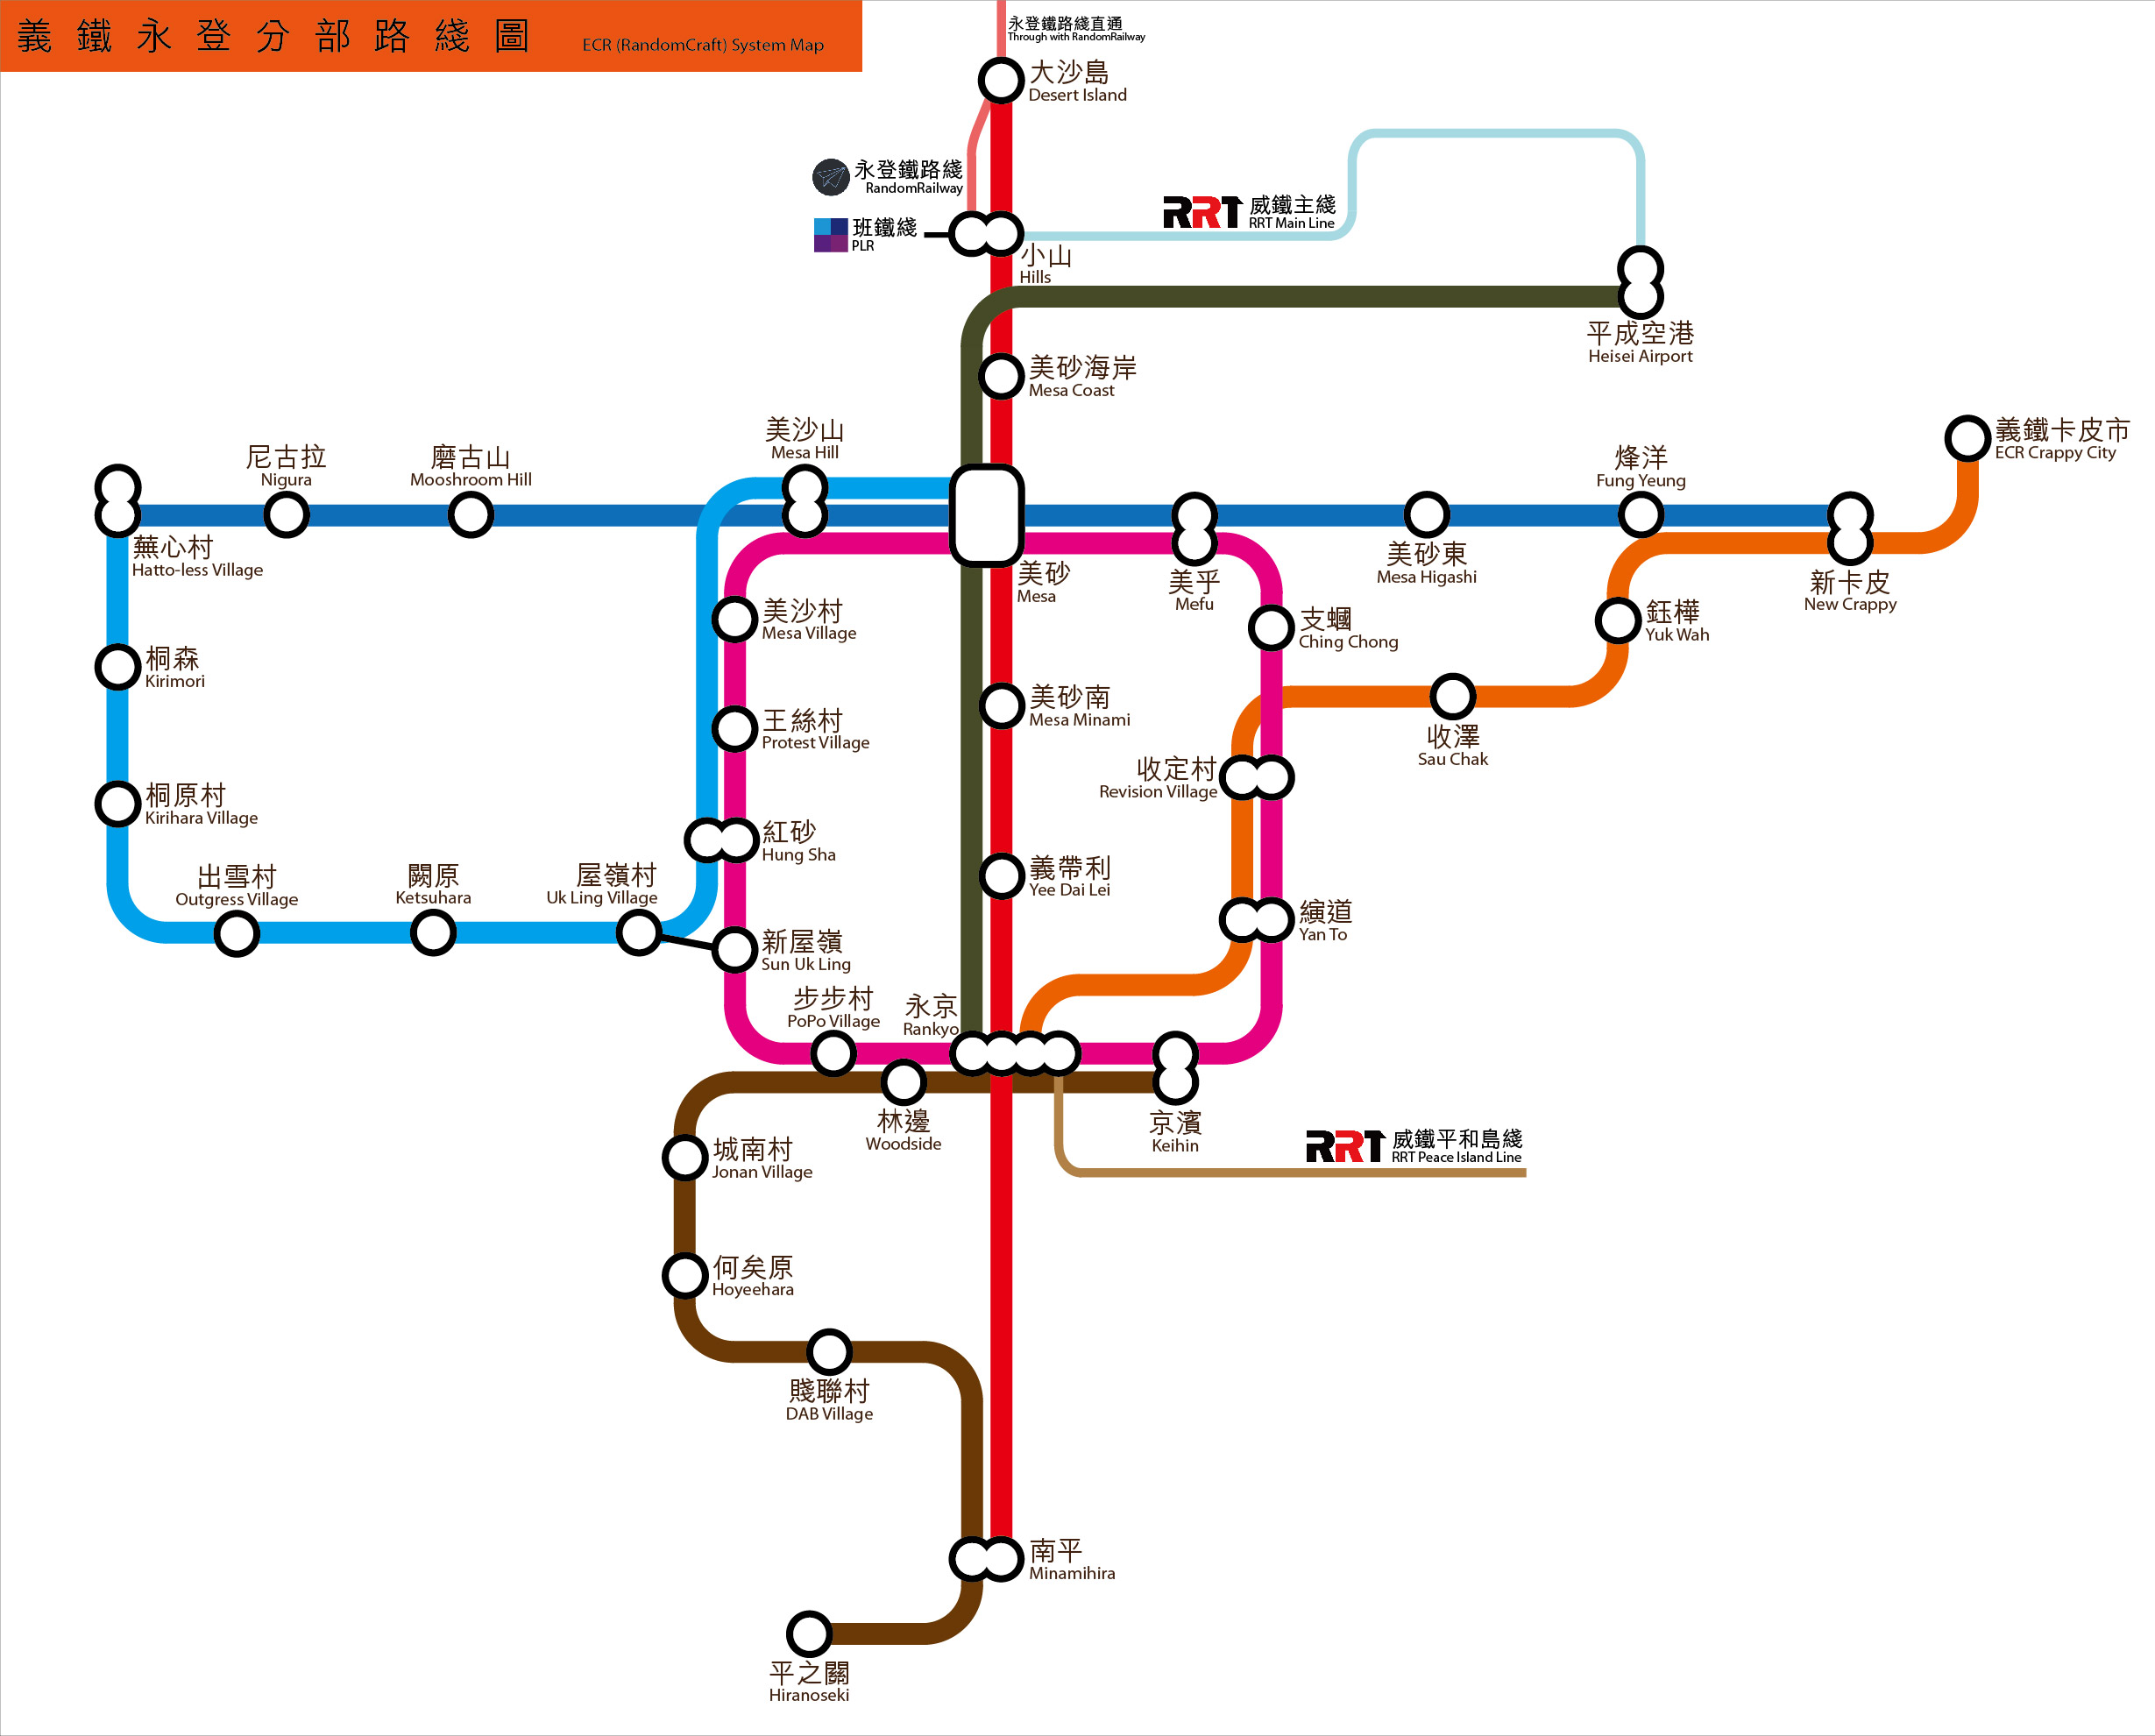 義鐵永登分部路綫圖
ECR (RandomCraft) System Map
永登鐵路綫直通
Through with RandomRailway
大沙島
Desert Island
永登鐵路綫
RandomRailway
班鐵綫
PLR
RRT 威鐵主綫
RRT Main Line
小山
Hills
平成空港
Heisei Airport
美砂海岸
Mesa Coast
美沙山
Mesa Hill
尼古拉
Nigura
磨古山
Mooshroom Hill
烽洋
Fung Yeung
義鐵卡皮市
ECR Crappy City
蕪心村
Hatto-less Village
美砂
Mesa
美乎
Mefu
美砂東
Mesa Higashi
新卡皮
New Crappy
美沙村
Mesa Village
支蟈
Ching Chong
鈺樺
Yuk Wah
桐森
Kirimori
王絲村
Protest Village
美砂南
Mesa Minami
收澤
Sau Chak
收定村
Revision Village
桐原村
Kirihara Village
紅砂
Hung Sha
義帶利
Yee Dai Lei
出雪村
Outgress Village
闕原
Ketsuhara
屋嶺村
Uk Ling Village
縯道
Yan To
新屋嶺
Sun Uk Ling
步步村
PoPo Village
永京
Rankyo
林邊
Woodside
京濱
Keihin
RRT 威鐵平和島綫
RRT Peace Island Line
城南村
Jonan Village
何矣原
Hoyeehara
賤聯村
DAB Village
南平
Minamihira
平之關
Hiranoseki